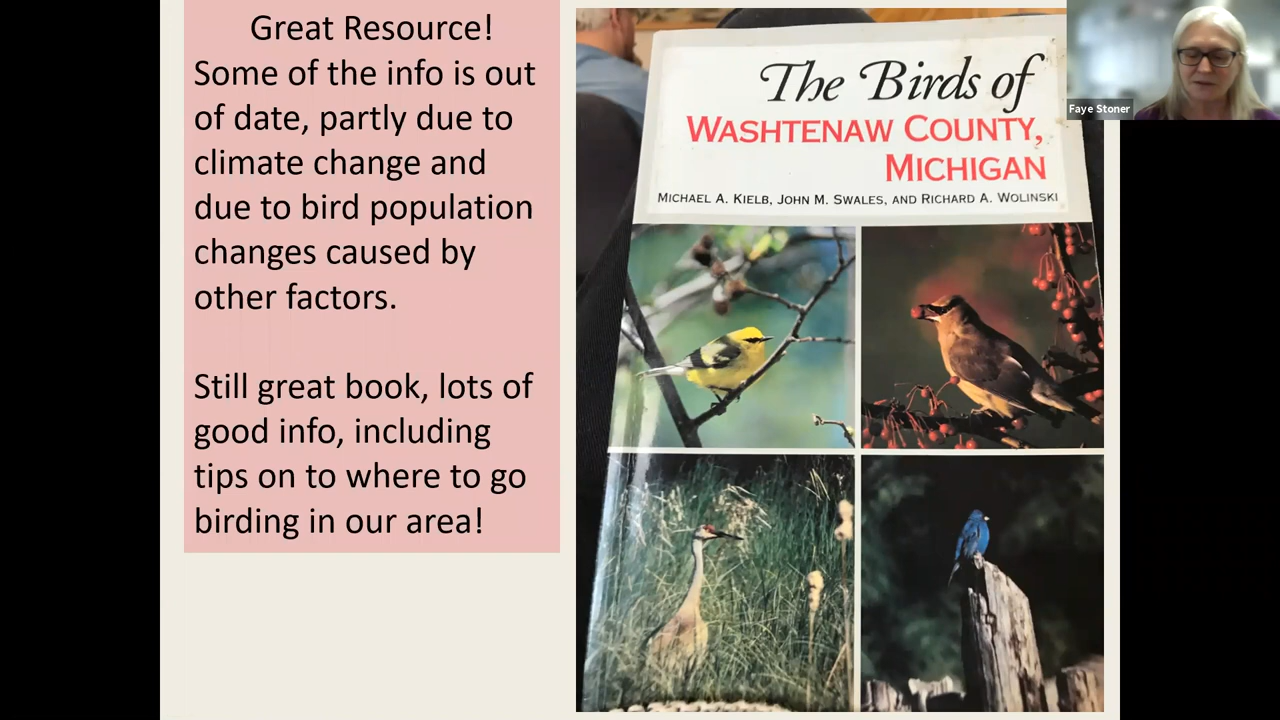 Great Resource!
Some of the info is out
of date, partly due to
climate change and
due to bird population
changes caused by
other factors.
Still great book, lots of
good info, including
tips on to where to go
birding in our area!
The Birds of
WASHTENAW COUNTY,
MICHIGAN
MICHAEL A. KIELB, JOHN M. SWALES, AND RICHARD A. WOLINSKI
Faye Stoner